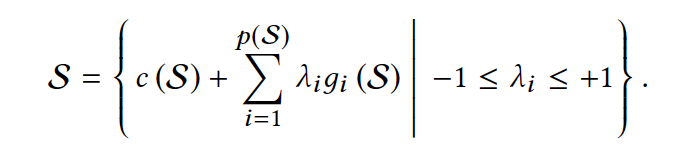 𝒮 = { c (𝒮) + ∑_{i=1}^{p(𝒮)} λ_i g_i (𝒮) | −1 ≤ λ_i ≤ +1 } .